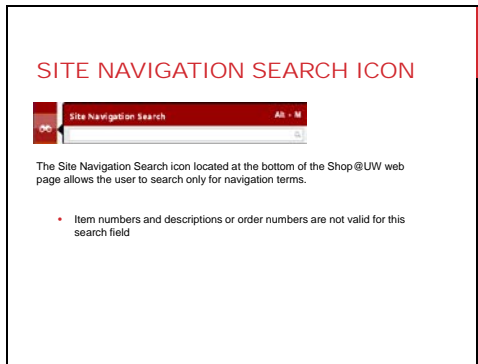 SITE NAVIGATION SEARCH ICON
Site Navigation Search Alt - M
The Site Navigation Search icon located at the bottom of the Shop@UW web
page allows the user to search only for navigation terms.
• Item numbers and descriptions or order numbers are not valid for this
search field